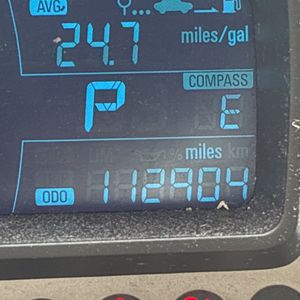 AVG
24.7 miles/gal
COMPASS
P E
miles km
ODO 112904